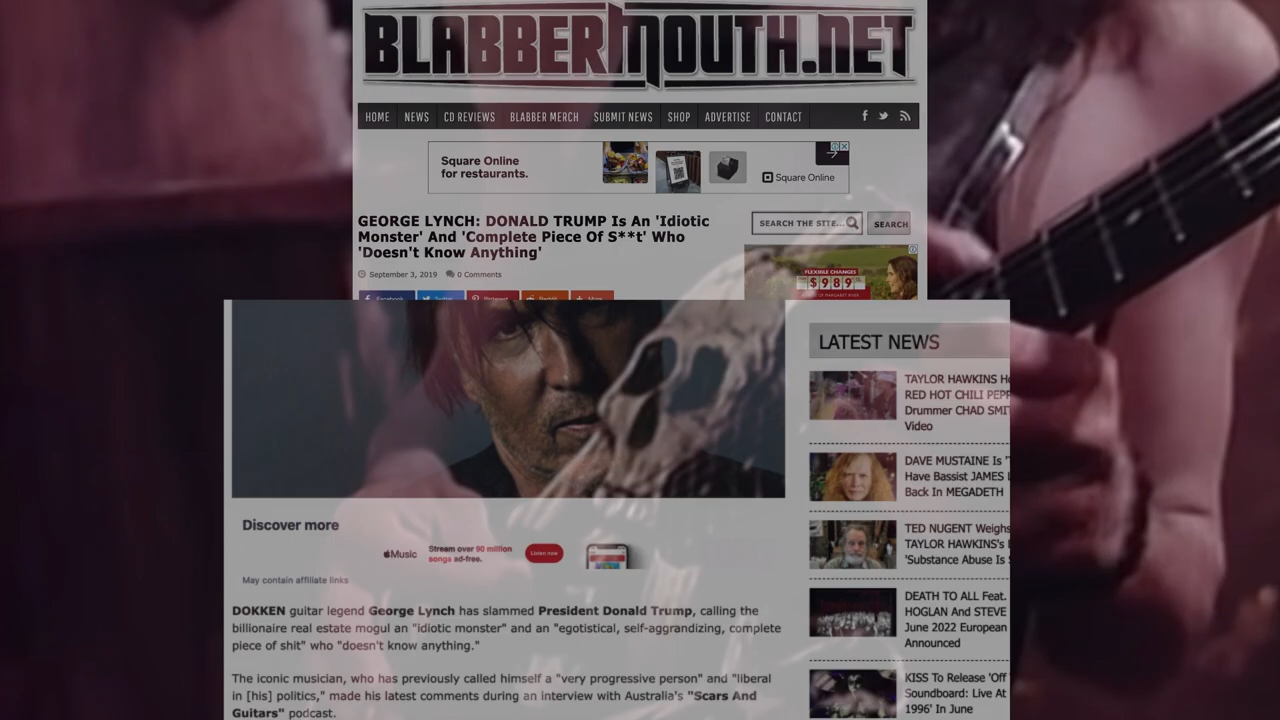 BLABBERMOUTH.NET
HOME NEWS CD REVIEWS BLABBER MERCH SUBMIT NEWS SHOP ADVERTISE CONTACT
Square Online
for restaurants.
Square Online
GEORGE LYNCH: DONALD TRUMP Is An 'Idiotic
Monster' And 'Complete Piece Of S**t' Who
'Doesn't Know Anything'
September 3, 2019 0 Comments
SEARCH THE SITE... SEARCH
FLEXIBLE CHANGES
$989
Facebook Twitter Pinterest Reddit More
LATEST NEWS
TAYLOR HAWKINS
RED HOT CHILI
Drummer CHAD
Video
DAVE MUSTAINE Is
Have Bassist JAMES
Back In MEGADETH
TED NUGENT Weighs
TAYLOR HAWKINS's
'Substance Abuse Is
DEATH TO ALL Feat.
HOGLAN And STEVE
June 2022 European
Announced
KISS To Release 'Off
Soundboard: Live At
1996' In June
Discover more
Music
Stream over 90 million
songs ad-free.
Listen now
May contain affiliate links
DOKKEN guitar legend George Lynch has slammed President Donald Trump, calling the
billionaire real estate mogul an "idiotic monster" and an "egotistical, self-aggrandizing, complete
piece of shit" who "doesn't know anything."
The iconic musician, who has previously called himself a "very progressive person" and "liberal
in [his] politics," made his latest comments during an interview with Australia's "Scars And
Guitars" podcast.